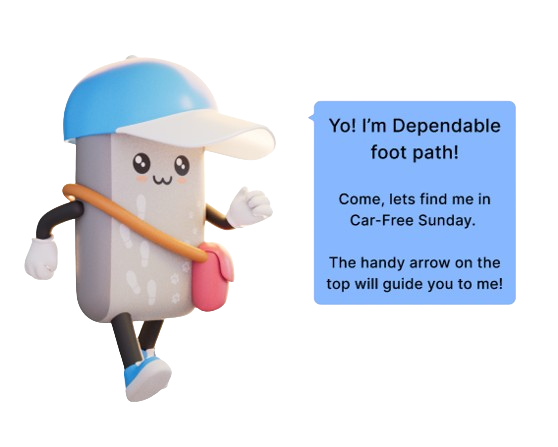 Yo! I'm Dependable
foot path!
Come, lets find me in
Car-Free Sunday.
The handy arrow on the
top will guide you to me!